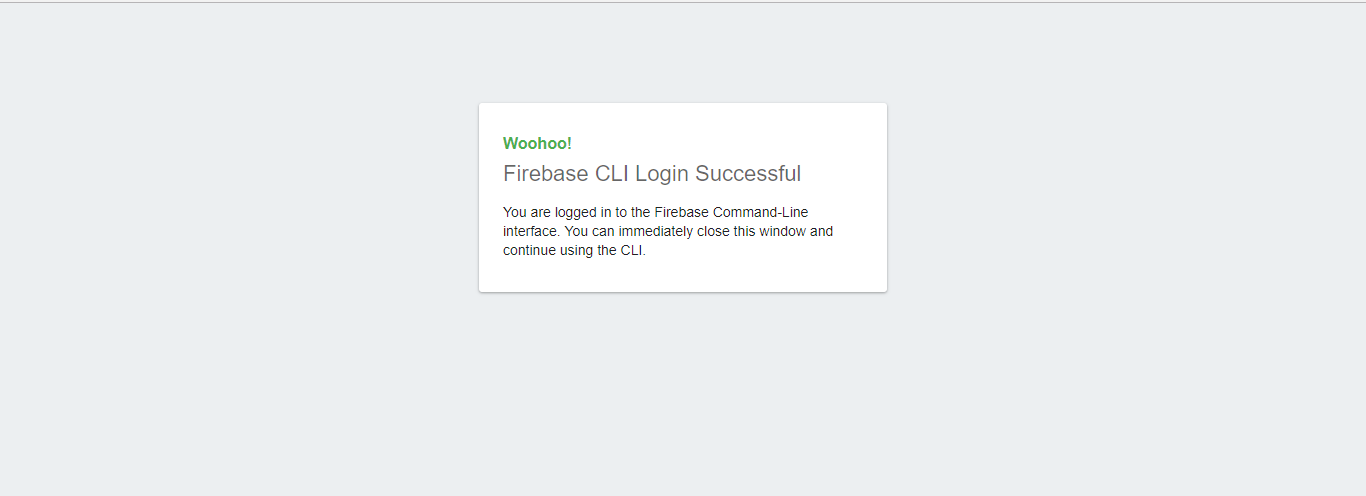 Woohoo!
Firebase CLI Login Successful
You are logged in to the Firebase Command-Line
interface. You can immediately close this window and
continue using the CLI.